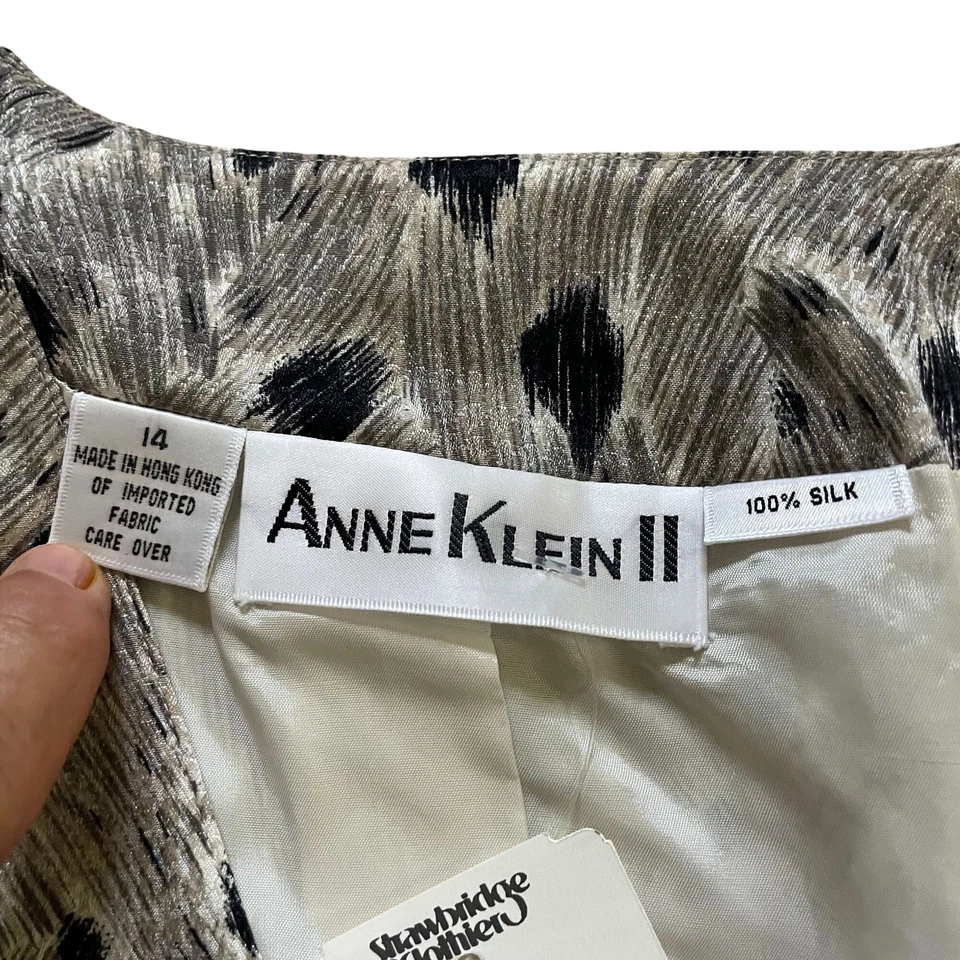 14
MADE IN HONG KONG
OF IMPORTED
FABRIC
CARE OVER
ANNE KLEIN II
100% SILK
Strawbridge
Clothier